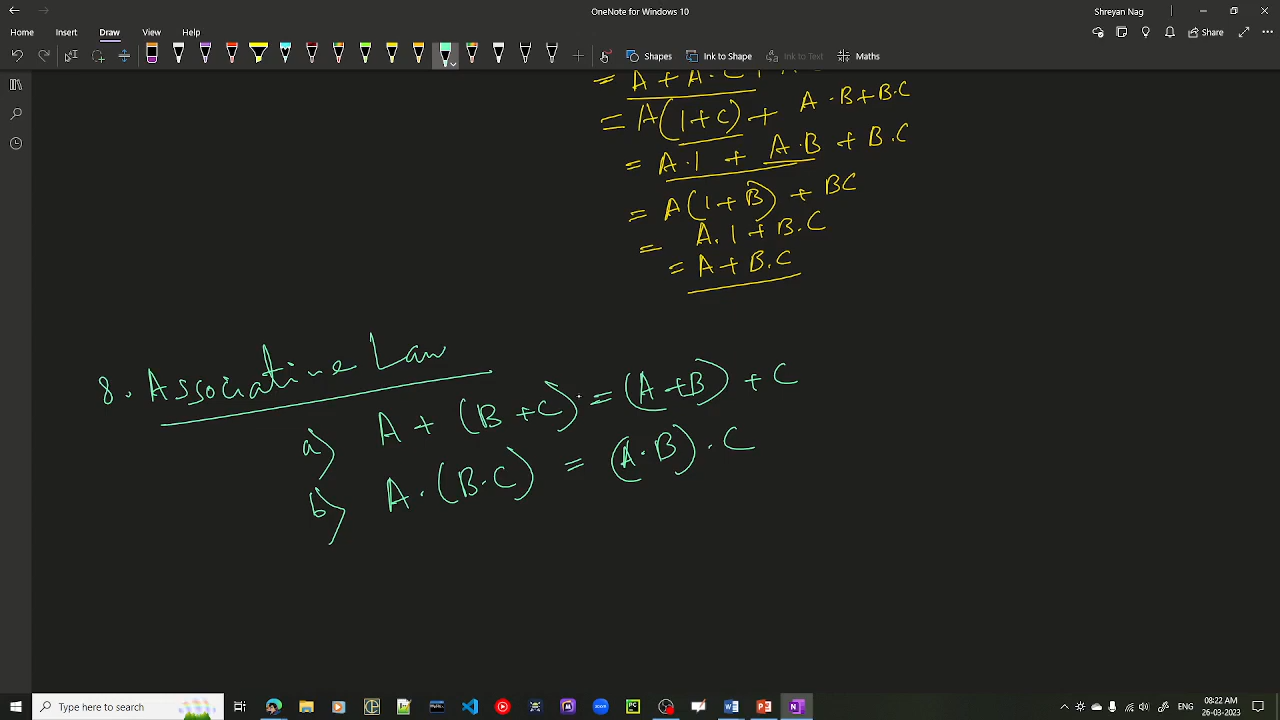 OneNote for Windows 10
Shreyan Nag
Home Insert Draw View Help
Share
Shapes Ink to Shape Ink to Text Maths
= A + A·C +
= A(1+C) + A·B+B·C
= A·1 + A·B + B·C
= A(1+B) + BC
= A.1+B.C
= A+B.C
8. Associative Law
a) A + (B+C) = (A+B) + C
b) A·(B·C) = (A·B)·C
Type here to search
ENG
08:22 AM
26-03-2023